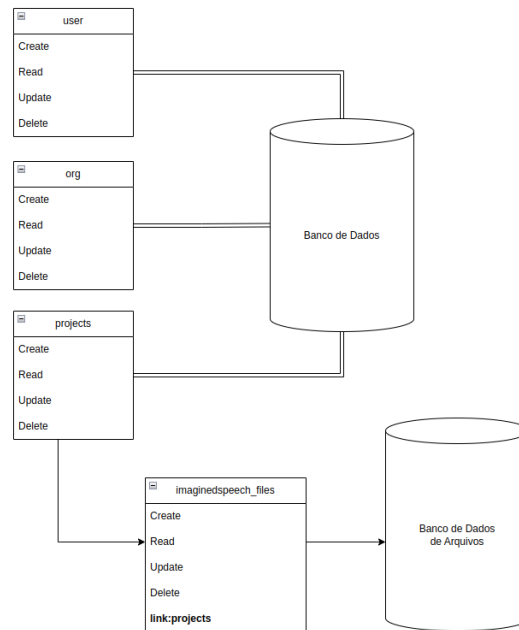 user
Create
Read
Update
Delete
org
Create
Read
Update
Delete
Banco de Dados
projects
Create
Read
Update
Delete
imaginedspeech_files
Create
Read
Update
Delete
link:projects
Banco de Dados
de Arquivos